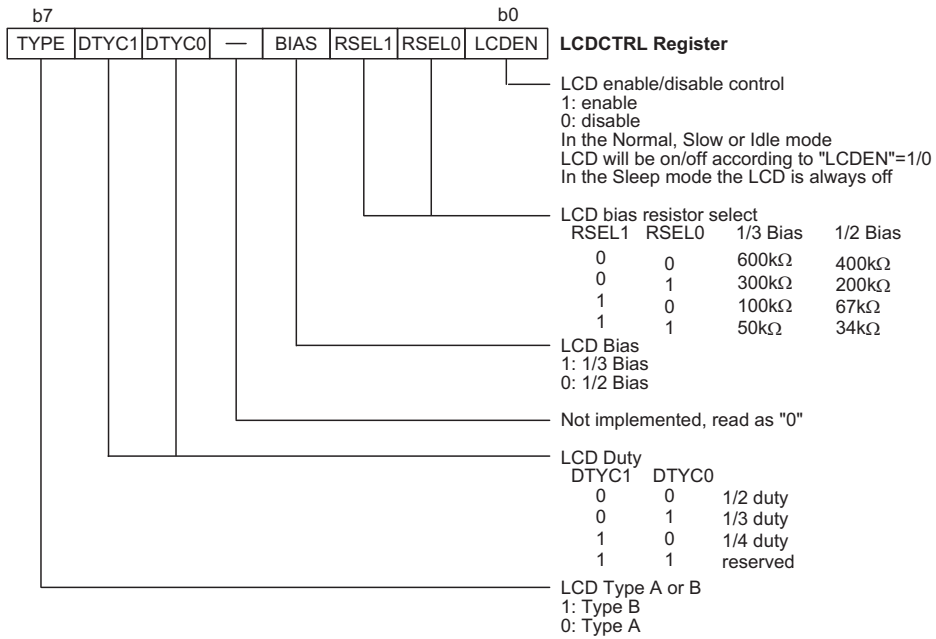 b7 b0
TYPE DTYC1 DTYC0 — BIAS RSEL1 RSEL0 LCDEN LCDCTRL Register
LCD enable/disable control
1: enable
0: disable
In the Normal, Slow or Idle mode
LCD will be on/off according to "LCDEN"=1/0
In the Sleep mode the LCD is always off
LCD bias resistor select
RSEL1 RSEL0 1/3 Bias 1/2 Bias
0 0 600kΩ 400kΩ
0 1 300kΩ 200kΩ
1 0 100kΩ 67kΩ
1 1 50kΩ 34kΩ
LCD Bias
1: 1/3 Bias
0: 1/2 Bias
Not implemented, read as "0"
LCD Duty
DTYC1 DTYC0
0 0 1/2 duty
0 1 1/3 duty
1 0 1/4 duty
1 1 reserved
LCD Type A or B
1: Type B
0: Type A